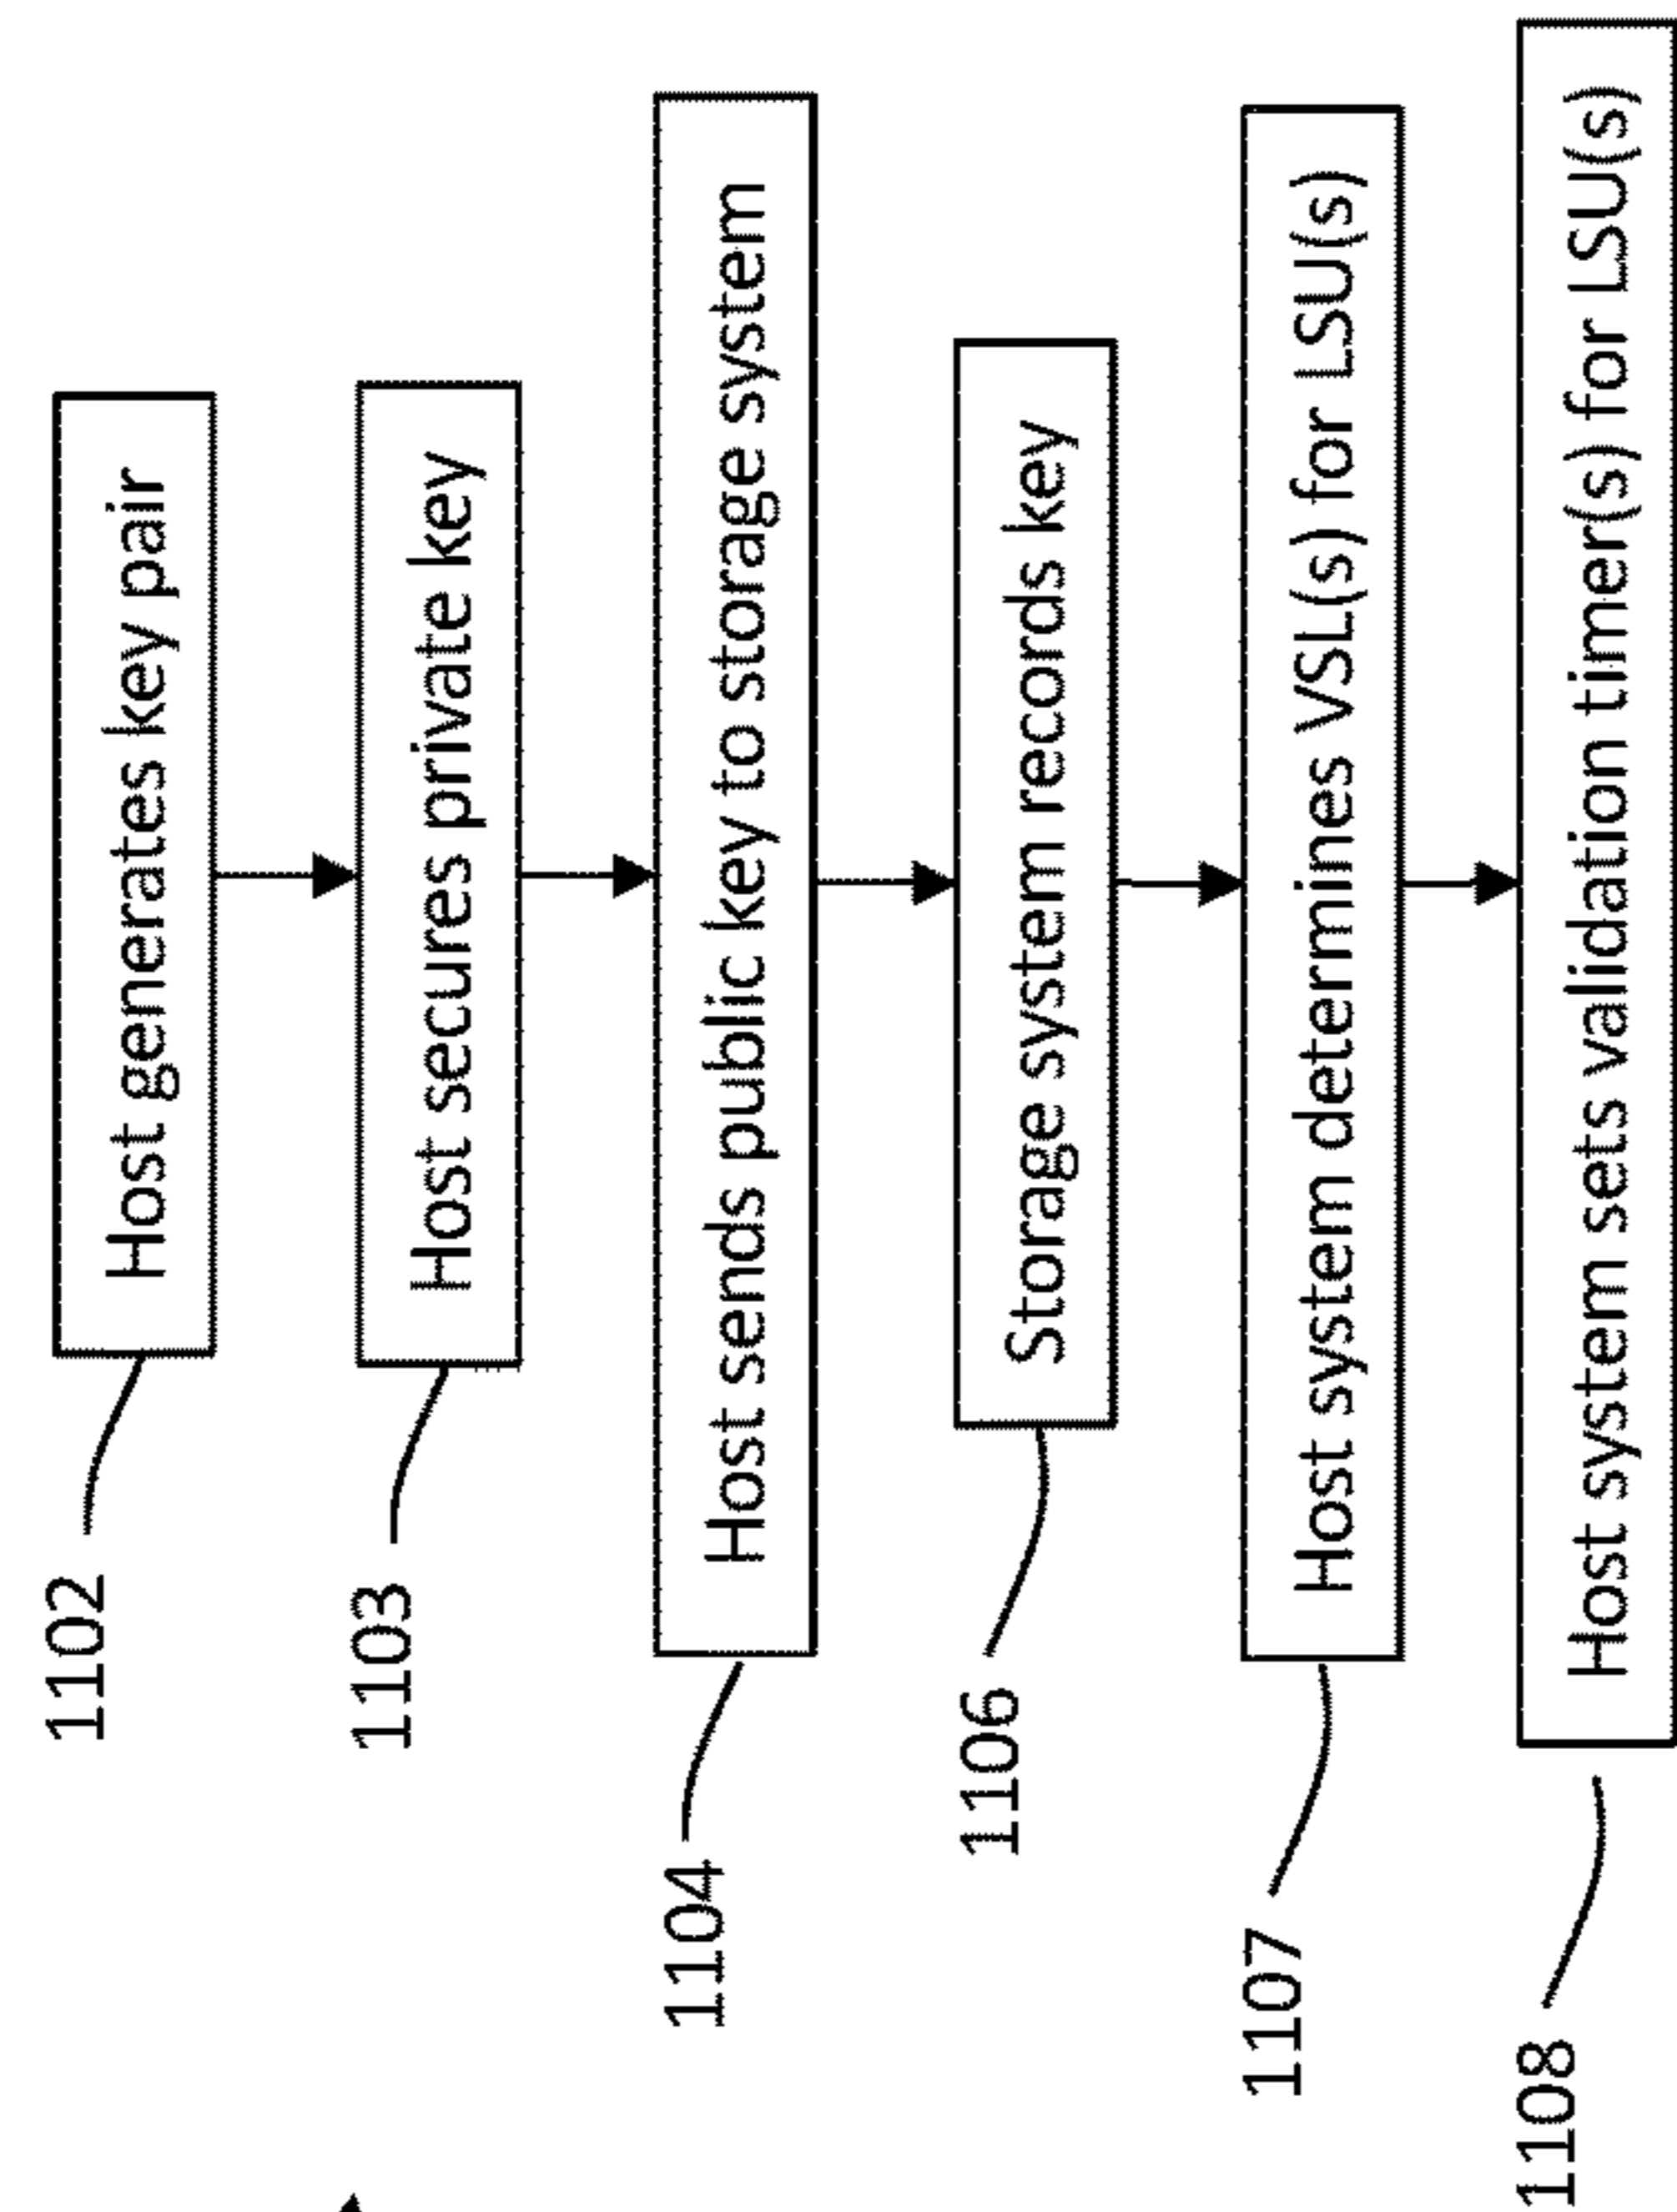 1102
Host generates key pair
1103
Host secures private key
1104
Host sends public key to storage system
1106
Storage system records key
1107
Host system determines VSL(s) for LSU(s)
1108
Host system sets validation timer(s) for LSU(s)